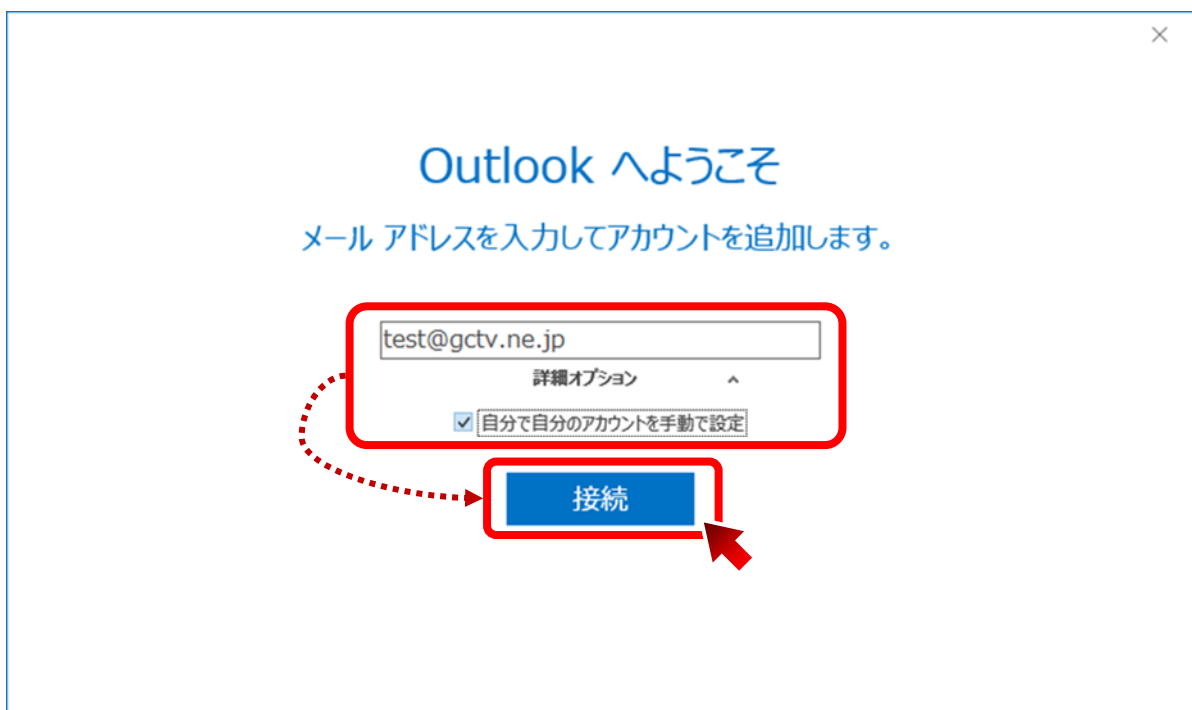 Outlook へようこそ
メール アドレスを入力してアカウントを追加します。
test@gctv.ne.jp
詳細オプション
自分で自分のアカウントを手動で設定
接続